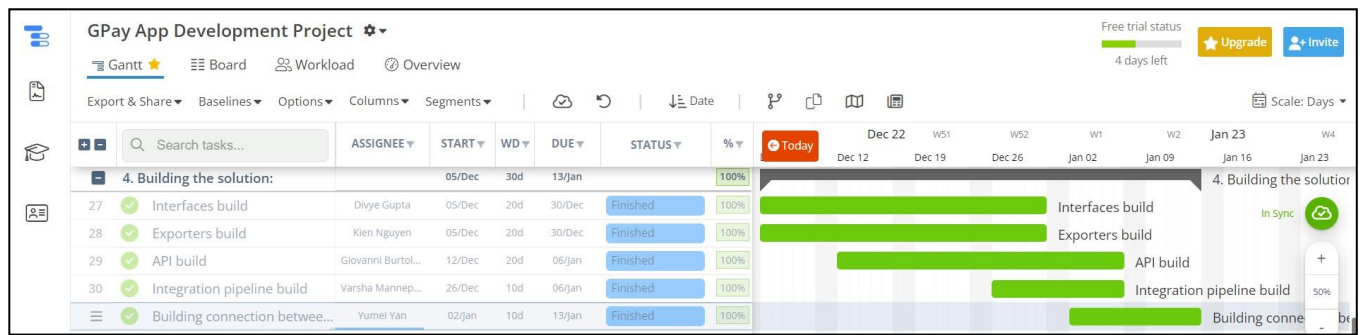 GPay App Development Project
Free trial status
4 days left
Upgrade
Invite
Gantt Board Workload Overview
Export & Share Baselines Options Columns Segments Date Scale: Days
Search tasks... ASSIGNEE START WD DUE STATUS % Today Dec 22 W51 W52 W1 W2 Jan 23 W4
Dec 12 Dec 19 Dec 26 Jan 02 Jan 09 Jan 16 Jan 23
4. Building the solution: 05/Dec 30d 13/Jan 100% 4. Building the solution
27 Interfaces build Divye Gupta 05/Dec 20d 30/Dec Finished 100% Interfaces build In Sync
28 Exporters build Kien Nguyen 05/Dec 20d 30/Dec Finished 100% Exporters build
29 API build Giovanni Burtol... 12/Dec 20d 06/Jan Finished 100% API build +
30 Integration pipeline build Varsha Mannep... 26/Dec 10d 06/Jan Finished 100% Integration pipeline build 50%
Building connection betwee... Yumei Yan 02/Jan 10d 13/Jan Finished 100% Building